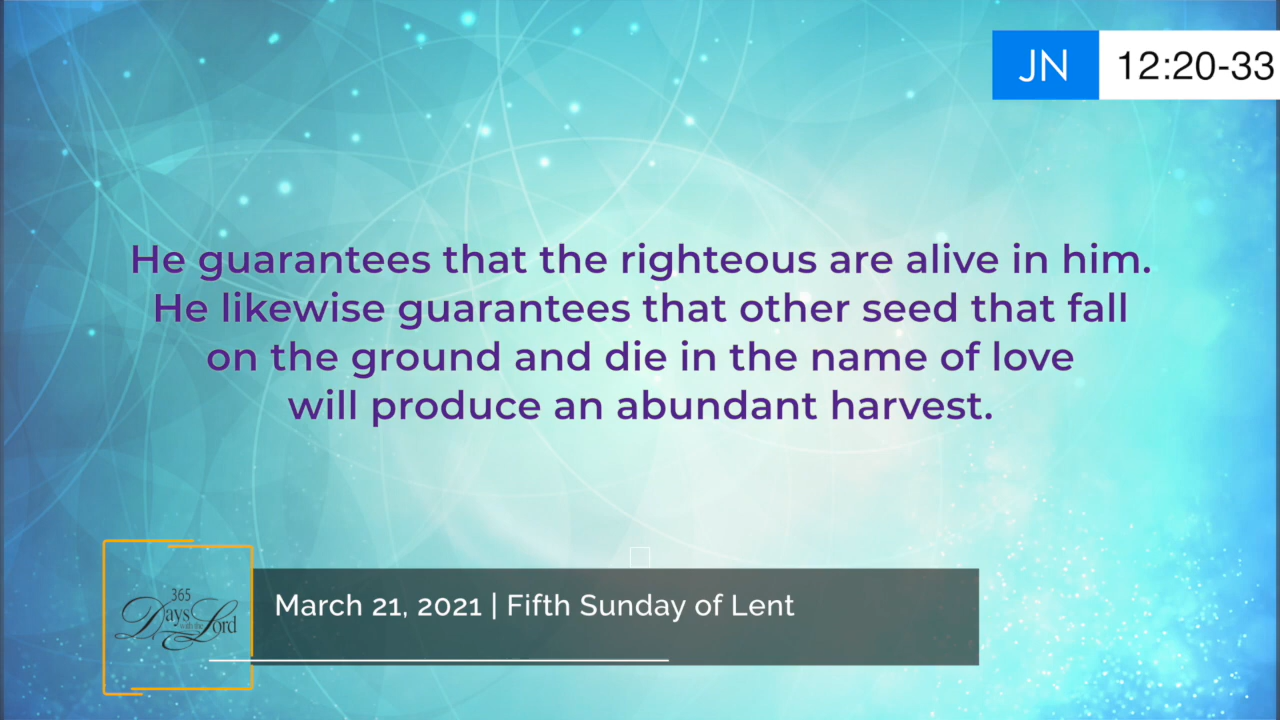 JN 12:20-33
He guarantees that the righteous are alive in him.
He likewise guarantees that other seed that fall
on the ground and die in the name of love
will produce an abundant harvest.
365
Days with the Lord
March 21, 2021 | Fifth Sunday of Lent